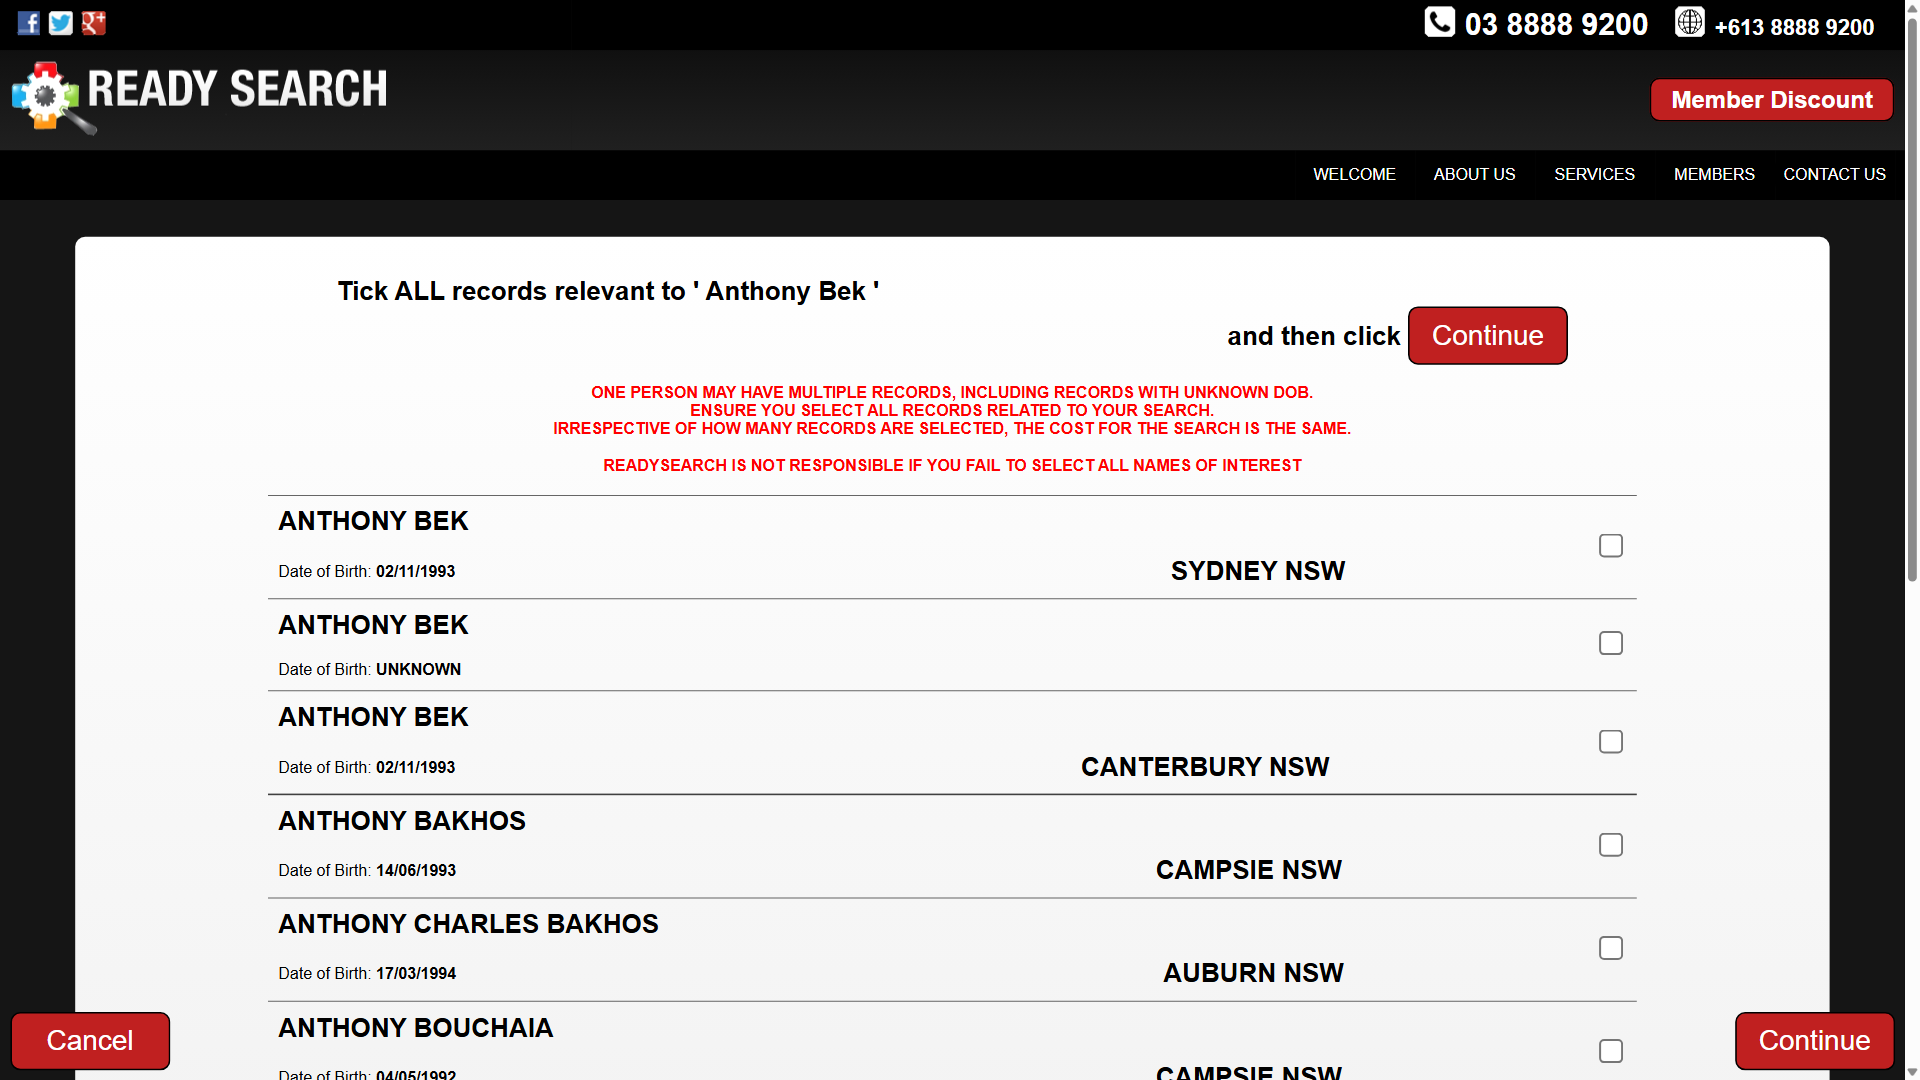 03 8888 9200
+613 8888 9200
READY SEARCH
Member Discount
WELCOME
ABOUT US
SERVICES
MEMBERS
CONTACT US
Tick ALL records relevant to ' Anthony Bek '
and then click
Continue
ONE PERSON MAY HAVE MULTIPLE RECORDS, INCLUDING RECORDS WITH UNKNOWN DOB.
ENSURE YOU SELECT ALL RECORDS RELATED TO YOUR SEARCH.
IRRESPECTIVE OF HOW MANY RECORDS ARE SELECTED, THE COST FOR THE SEARCH IS THE SAME.
READYSEARCH IS NOT RESPONSIBLE IF YOU FAIL TO SELECT ALL NAMES OF INTEREST
ANTHONY BEK
Date of Birth: 02/11/1993
SYDNEY NSW
ANTHONY BEK
Date of Birth: UNKNOWN
ANTHONY BEK
Date of Birth: 02/11/1993
CANTERBURY NSW
ANTHONY BAKHOS
Date of Birth: 14/06/1993
CAMPSIE NSW
ANTHONY CHARLES BAKHOS
Date of Birth: 17/03/1994
AUBURN NSW
ANTHONY BOUCHAIA
Date of Birth: 04/05/1992
CAMPSIE NSW
Cancel
Continue